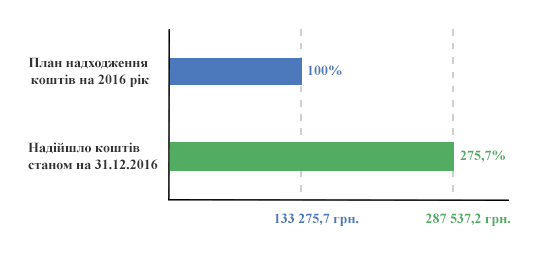 План надходження
коштів на 2016 рік
100%
Надійшло коштів
станом на 31.12.2016
275,7%
133 275,7 грн.
287 537,2 грн.